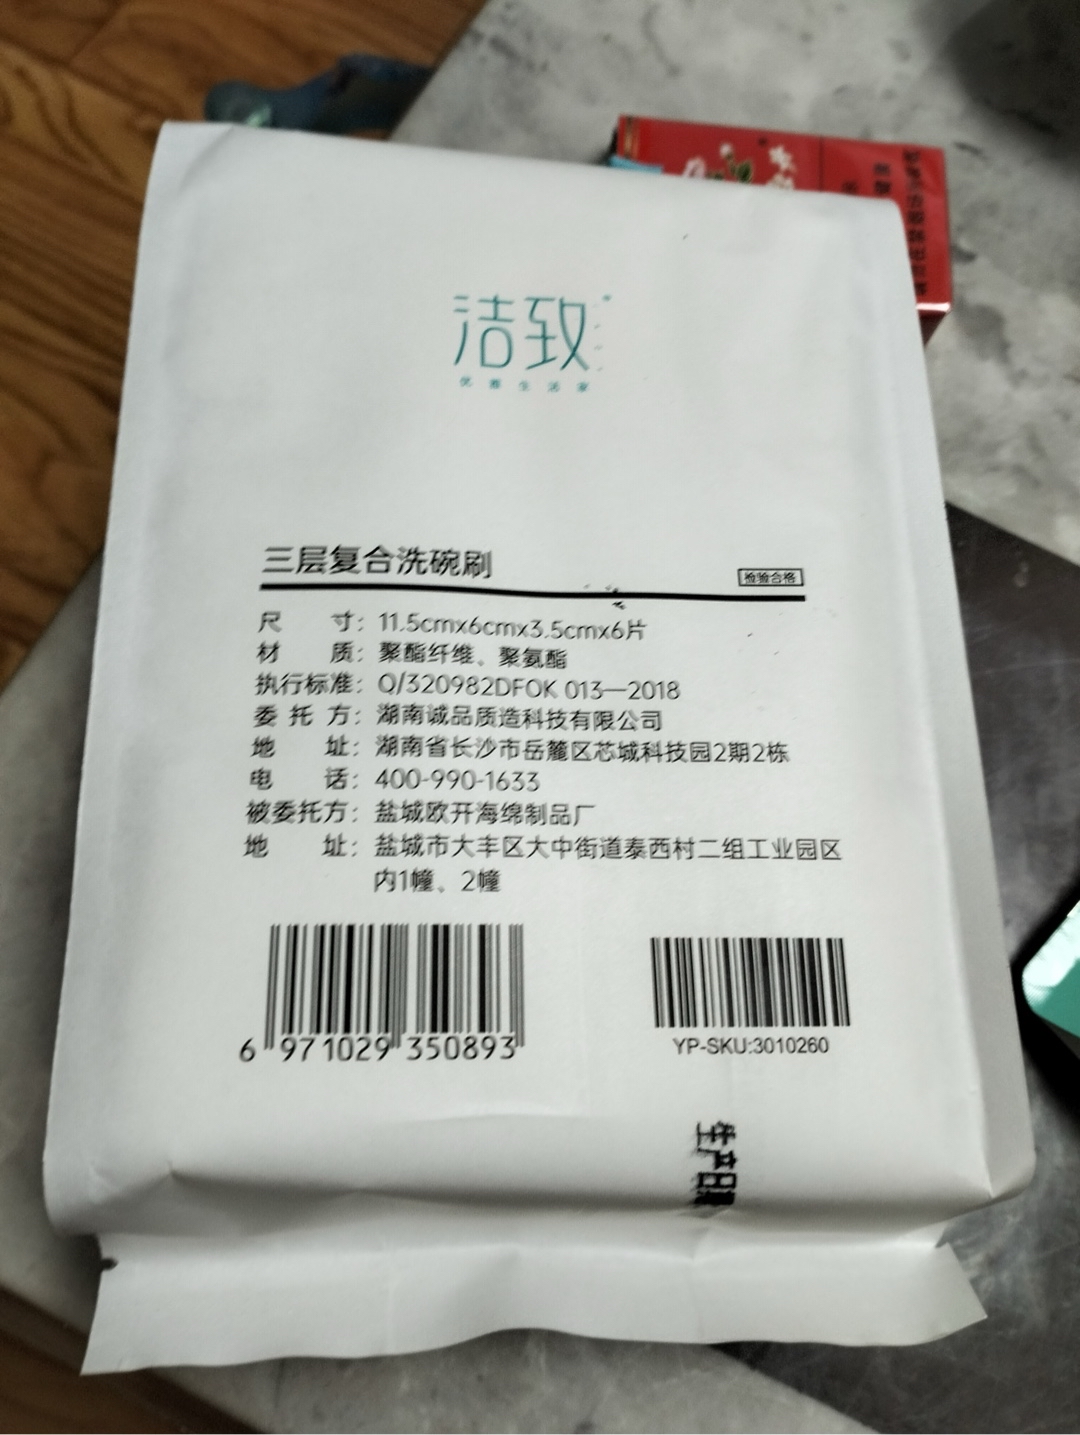 洁致
优雅生活家
三层复合洗碗刷
检验合格
尺 寸：11.5cmx6cmx3.5cmx6片
材 质：聚酯纤维、聚氨酯
执行标准：Q/320982DFOK 013—2018
委托方：湖南诚品质造科技有限公司
地 址：湖南省长沙市岳麓区芯城科技园2期2栋
电 话：400-990-1633
被委托方：盐城欧开海绵制品厂
地 址：盐城市大丰区大中街道泰西村二组工业园区
内1幢、2幢
6 971029 350893
YP-SKU:3010260
生产日期